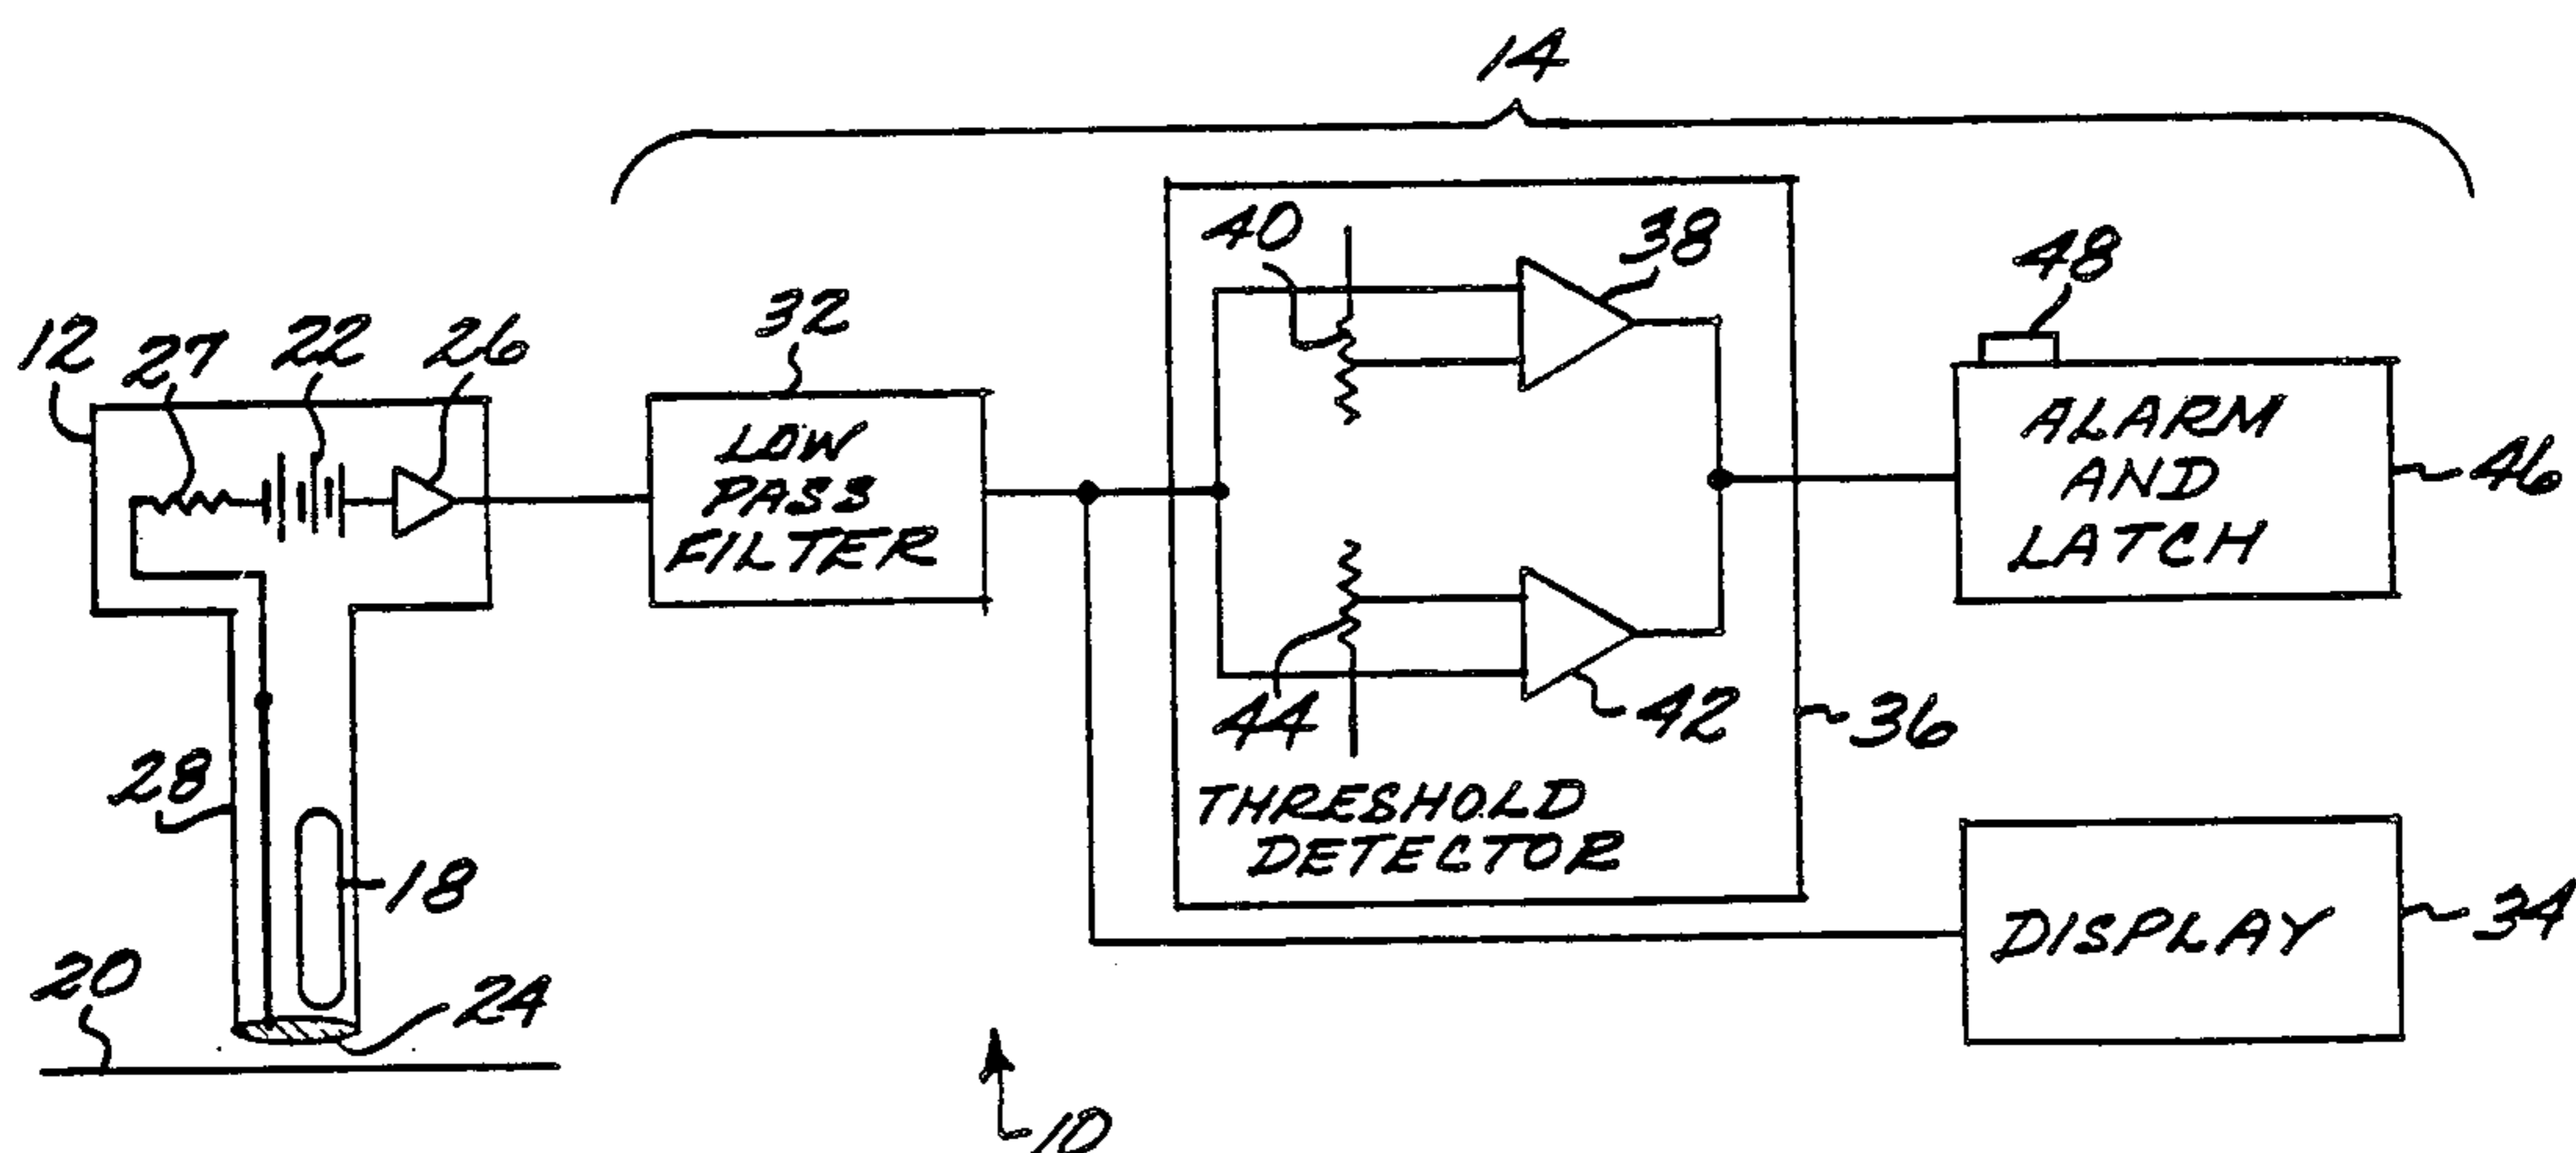 14
40
38
48
12
27
22
26
32
LOW
PASS
FILTER
ALARM
AND
LATCH
46
44
42
36
28
THRESHOLD
DETECTOR
18
DISPLAY
34
20
24
10